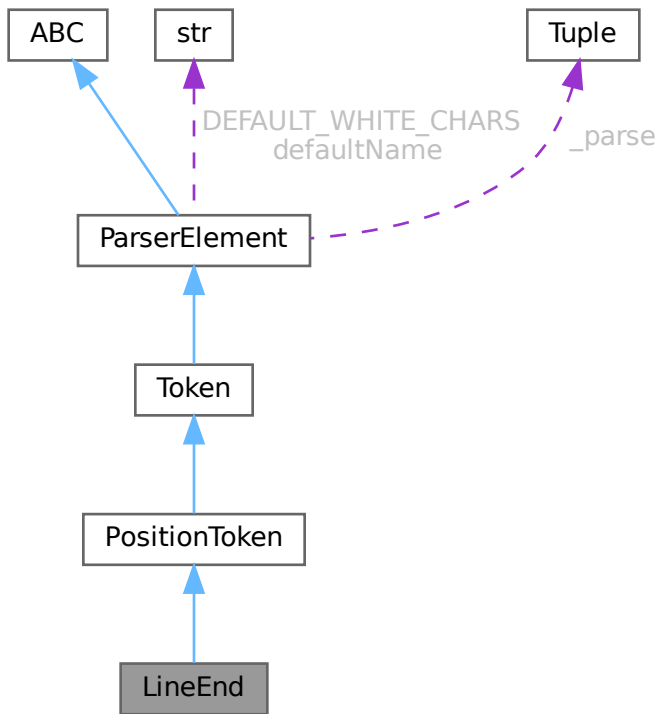 ABC
str
Tuple
DEFAULT_WHITE_CHARS
defaultName
_parse
ParserElement
Token
PositionToken
LineEnd